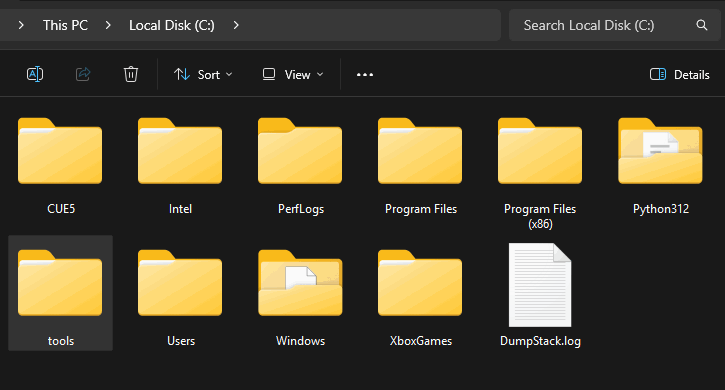 This PC
Local Disk (C:)
Search Local Disk (C:)
Sort
View
Details
CUE5
Intel
PerfLogs
Program Files
Program Files
(x86)
Python312
tools
Users
Windows
XboxGames
DumpStack.log